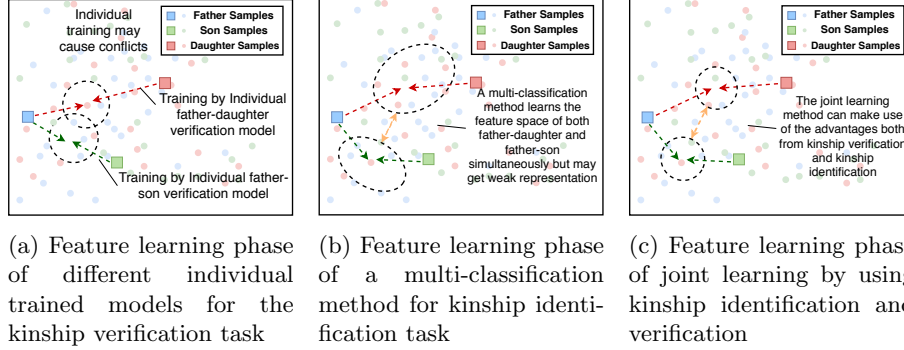 Individual
training may
cause conflicts
Father Samples
Son Samples
Daughter Samples
Training by Individual
father-daughter
verification model
Training by Individual father-
son verification model
(a) Feature learning phase
of different individual
trained models for the
kinship verification task
Father Samples
Son Samples
Daughter Samples
A multi-classification
method learns the
feature space of both
father-daughter and
father-son
simultaneously but may
get weak representation
(b) Feature learning phase
of a multi-classification
method for kinship identi-
fication task
Father Samples
Son Samples
Daughter Samples
The joint learning
method can make use
of the advantages both
from kinship verification
and kinship
identification
(c) Feature learning phas
of joint learning by using
kinship identification and
verification